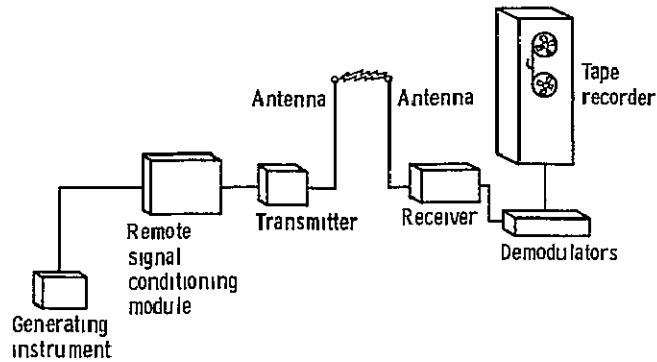 Tape
recorder
Antenna
Antenna
Transmitter
Receiver
Demodulators
Remote
signal
conditioning
module
Generating
instrument